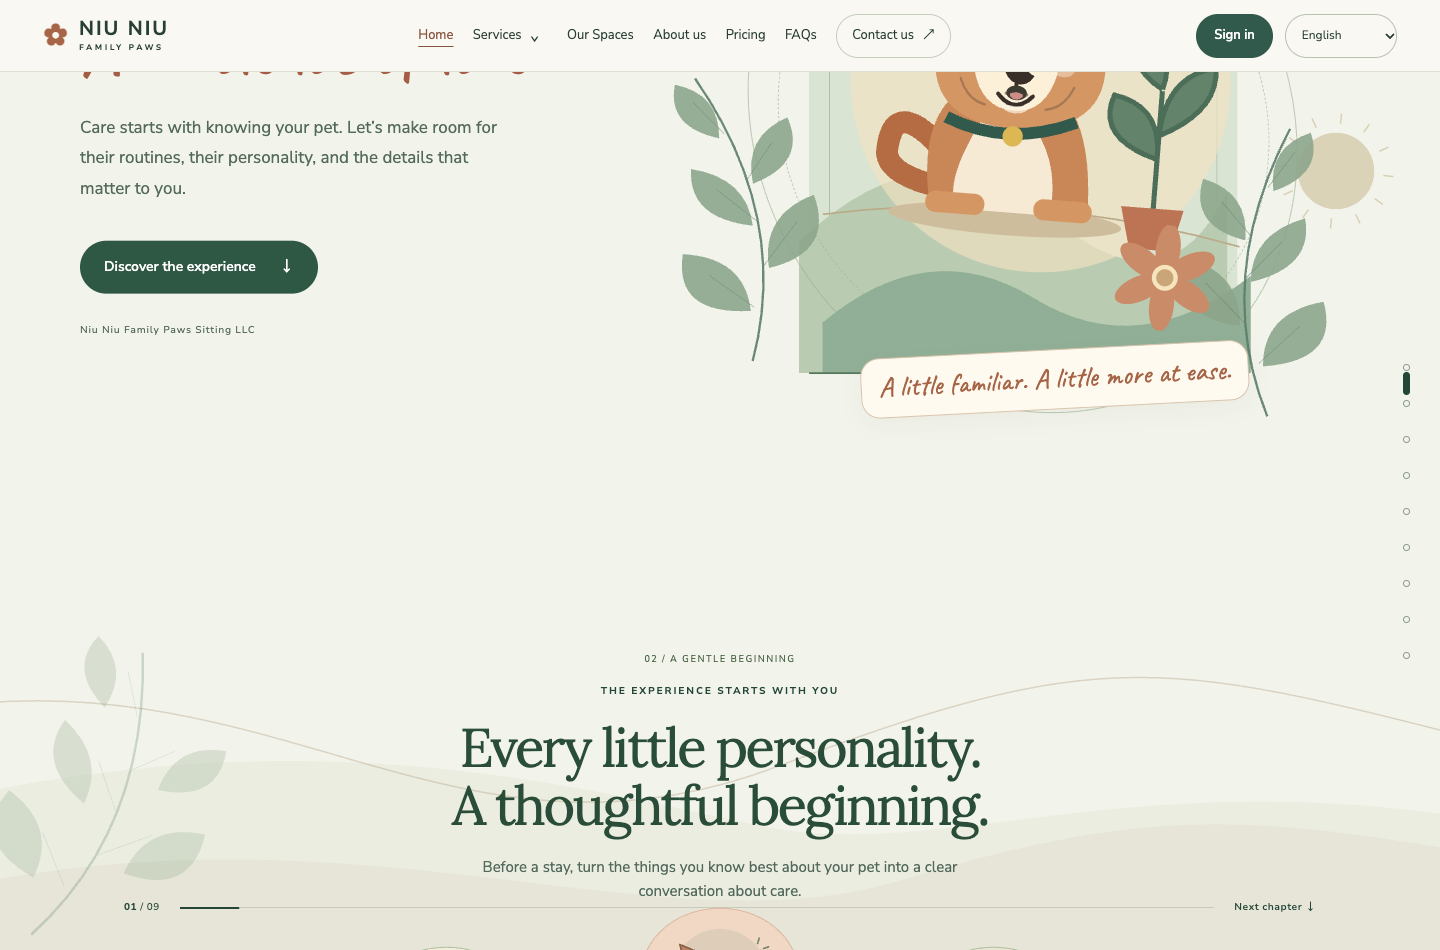 NIU NIU
FAMILY PAWS
Home
Services
Our Spaces
About us
Pricing
FAQs
Contact us ↗
Sign in
English
Care starts with knowing your pet. Let’s make room for
their routines, their personality, and the details that
matter to you.
Discover the experience ↓
Niu Niu Family Paws Sitting LLC
A little familiar. A little more at ease.
02 / A GENTLE BEGINNING
THE EXPERIENCE STARTS WITH YOU
Every little personality.
A thoughtful beginning.
Before a stay, turn the things you know best about your pet into a clear
conversation about care.
01 / 09
Next chapter ↓